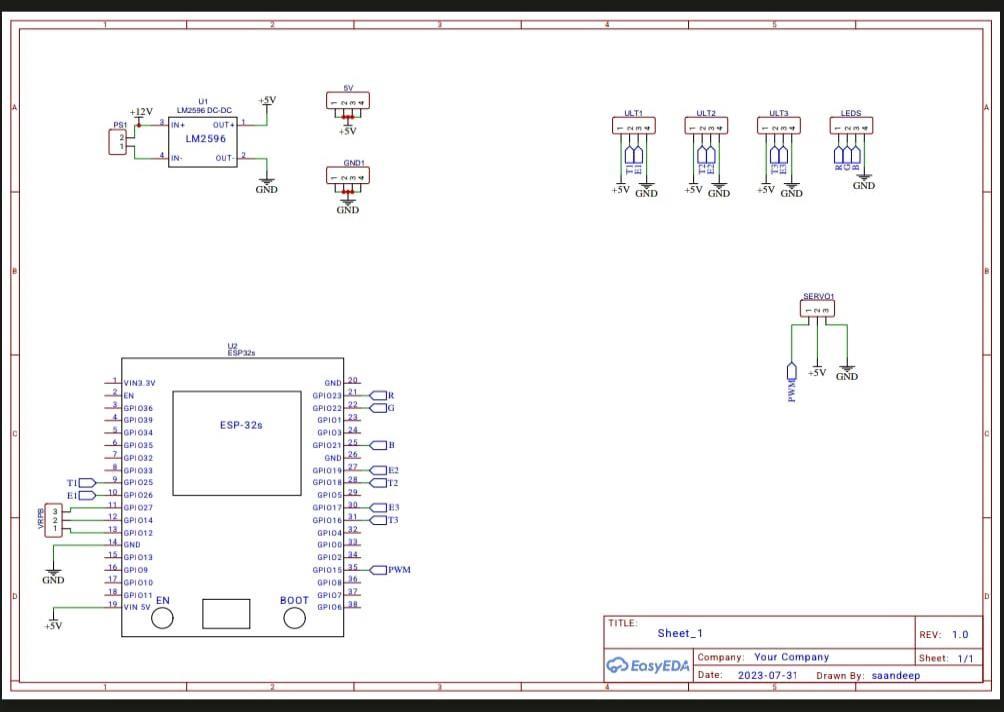 1 2 3 4 5
A A
B B
C C
D D
U1
LM2596 DC-DC
+12V
+5V
PS1
2
1
3 IN+ OUT+ 1
LM2596
4 IN- OUT- 2
GND
5V
1 2 3 4
+5V
GND1
1 2 3 4
GND
ULT1
1 2 3 4
T1 E1
+5V GND
ULT2
1 2 3 4
T2 E2
+5V GND
ULT3
1 2 3 4
T3 E3
+5V GND
LEDS
1 2 3 4
R G B
GND
SERVO1
1 2 3
PWM +5V GND
U2
ESP32s
ESP-32s
1 VIN3.3V GND 20
2 EN GPIO23 21 R
3 GPIO36 GPIO22 22 G
4 GPIO39 GPIO1 23
5 GPIO34 GPIO3 24
6 GPIO35 GPIO21 25 B
7 GPIO32 GND 26
8 GPIO33 GPIO19 27 E2
T1 9 GPIO25 GPIO18 28 T2
E1 10 GPIO26 GPIO5 29
11 GPIO27 GPIO17 30 E3
12 GPIO14 GPIO16 31 T3
13 GPIO12 GPIO4 32
14 GND GPIO0 33
15 GPIO13 GPIO2 34
16 GPIO9 GPIO15 35 PWM
17 GPIO10 GPIO8 36
18 GPIO11 GPIO7 37
19 VIN 5V GPIO6 38
VRPB
3
2
1
GND
+5V
EN BOOT
TITLE:
Sheet_1
REV: 1.0
EasyEDA
Company: Your Company
Sheet: 1/1
Date: 2023-07-31 Drawn By: saandeep
1 2 3 4 5